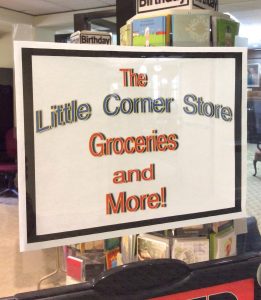 Birthday
Birthday
The
Little Corner Store
Groceries
and
More!